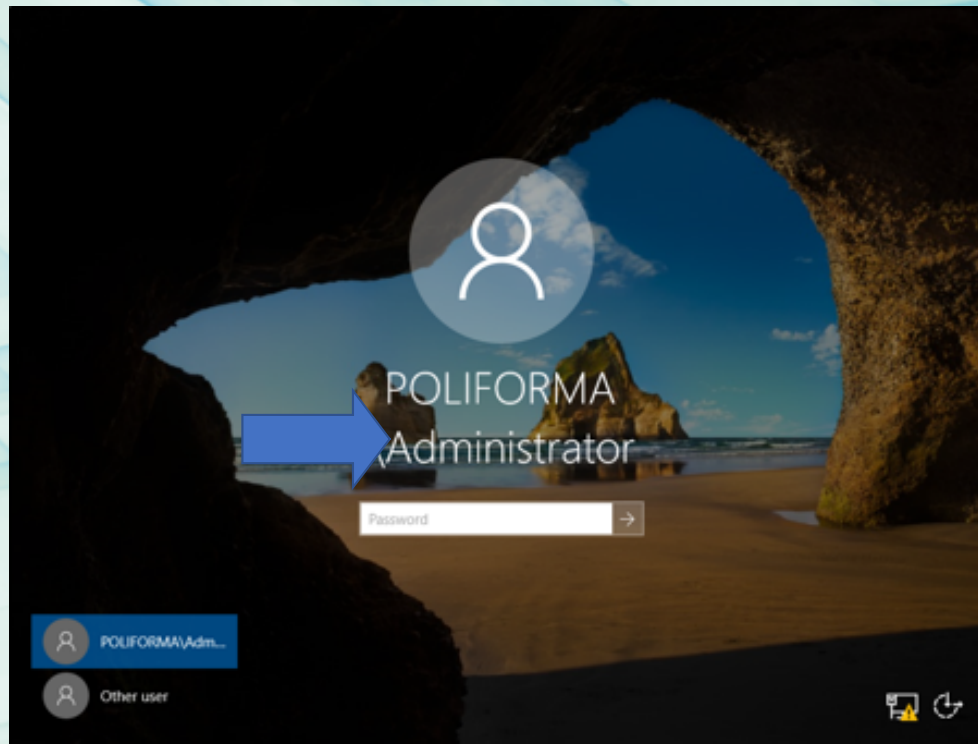 POLIFORMA
\Administrator
Password
POLIFORMA\Adm...
Other user